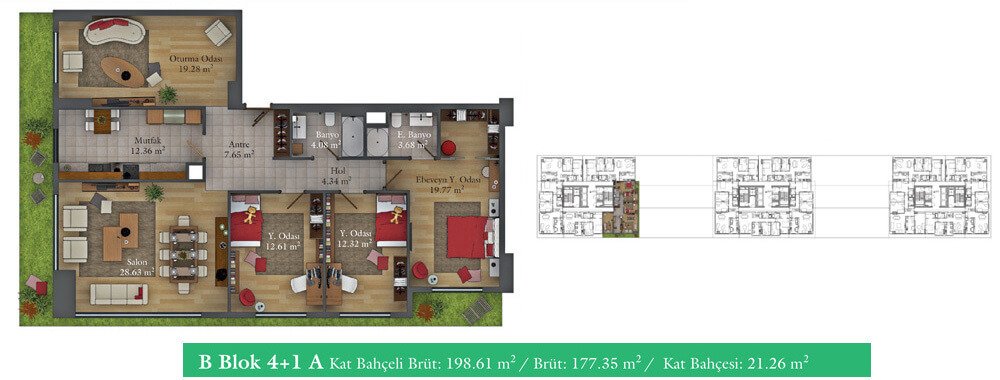 Oturma Odası
19.28 m²
Mutfak
12.36 m²
Antre
7.65 m²
Banyo
4.08 m²
E. Banyo
3.68 m²
Hol
4.34 m²
Ebeveyn Y. Odası
19.77 m²
Y. Odası
12.61 m²
Y. Odası
12.32 m²
Salon
28.63 m²
B Blok 4+1 A Kat Bahçeli Brüt: 198.61 m² / Brüt: 177.35 m² / Kat Bahçesi: 21.26 m²